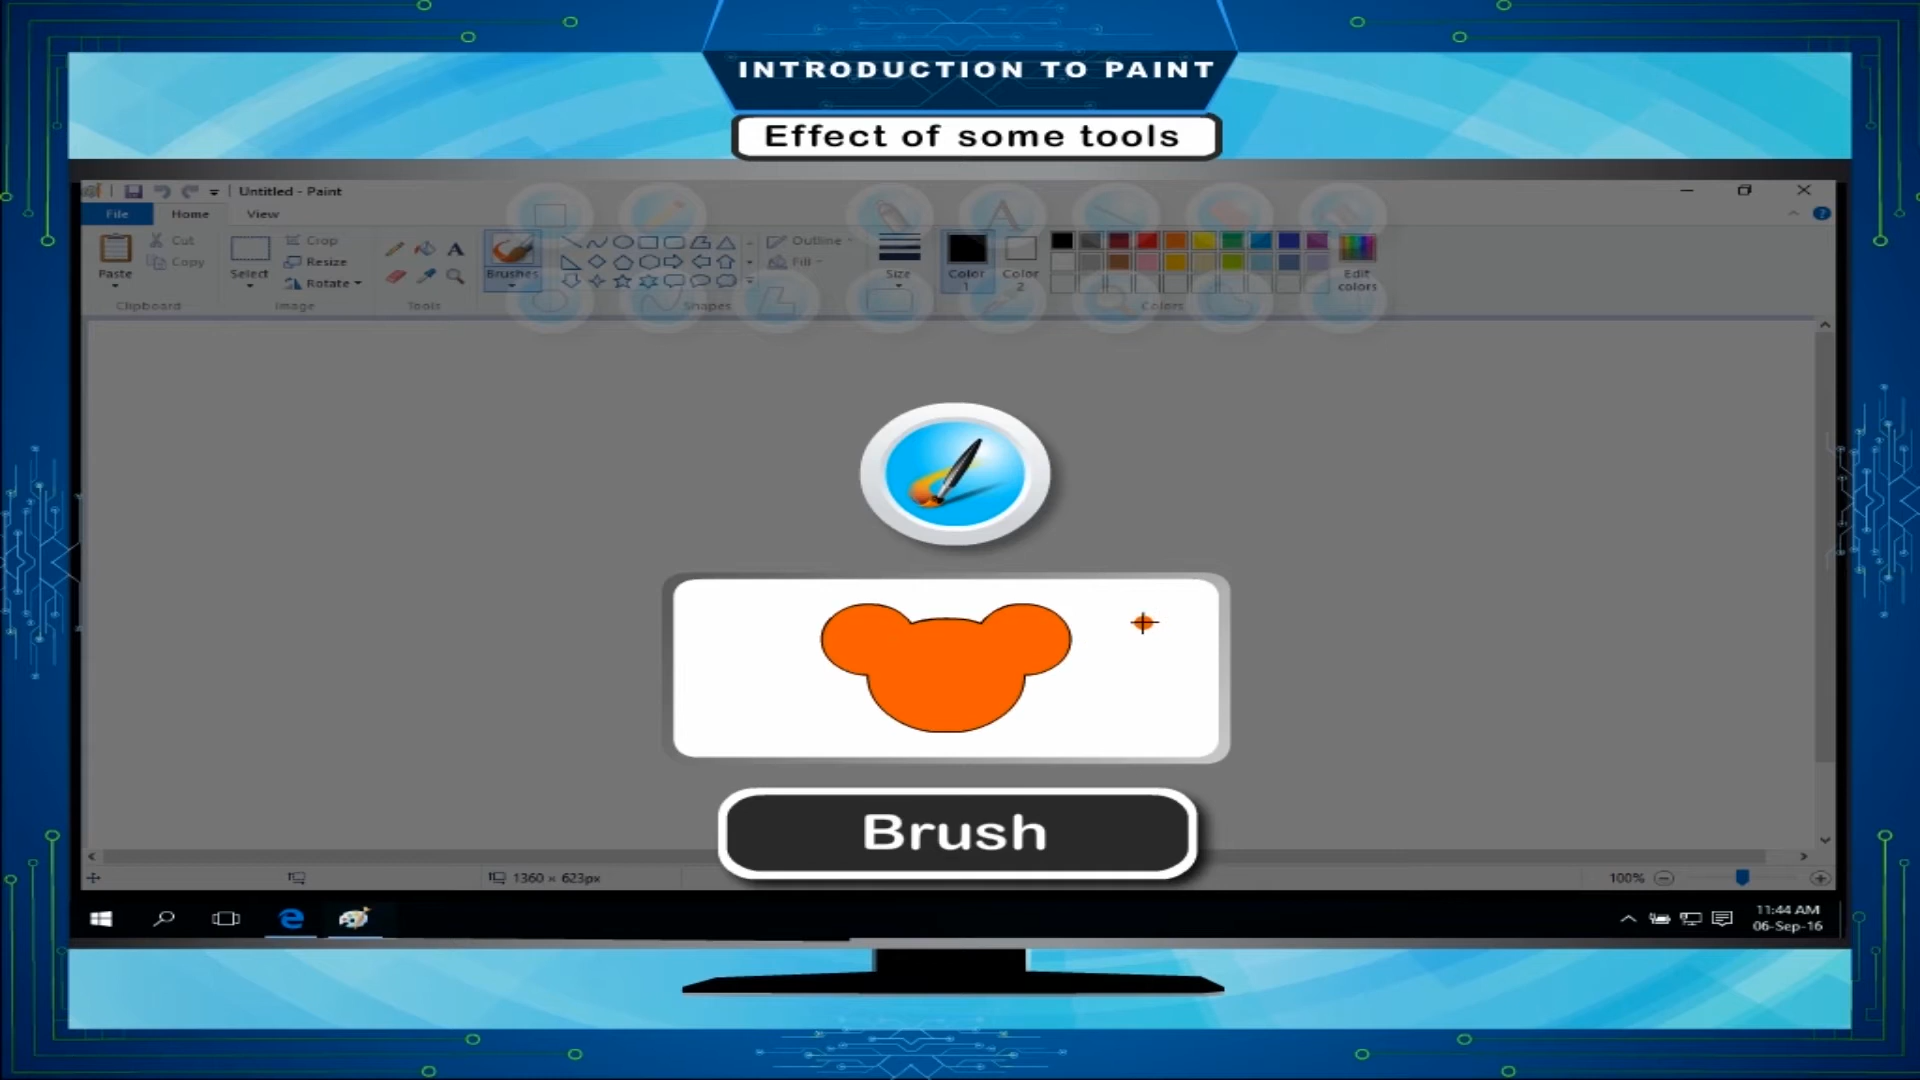 INTRODUCTION TO PAINT
Effect of some tools
Untitled - Paint
File Home View
Paste
Cut
Copy
Clipboard
Select
Crop
Resize
Rotate
Image
A
Tools
Brushes
Outline
Fill
Shapes
Size
A
Color 1
Color 2
Edit colors
Colors
Brush
1360 × 623px
100%
11:44 AM
06-Sep-16